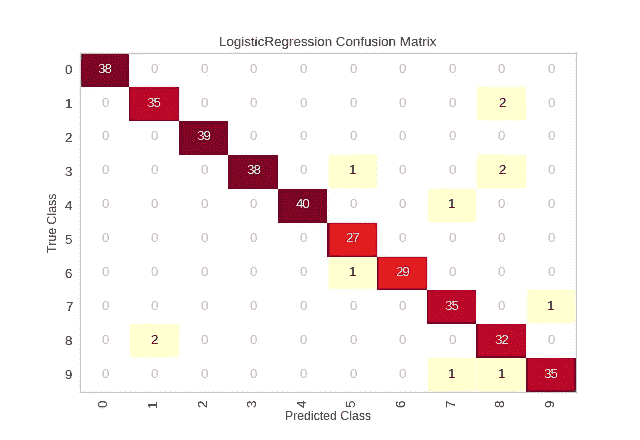 LogisticRegression Confusion Matrix
0 38 0 0 0 0 0 0 0 0 0
1 0 35 0 0 0 0 0 0 2 0
2 0 0 39 0 0 0 0 0 0 0
3 0 0 0 38 0 1 0 0 2 0
4 0 0 0 0 40 0 0 1 0 0
5 0 0 0 0 0 27 0 0 0 0
6 0 0 0 0 0 1 29 0 0 0
7 0 0 0 0 0 0 0 35 0 1
8 0 2 0 0 0 0 0 0 32 0
9 0 0 0 0 0 0 0 1 1 35
True Class
0 1 2 3 4 5 6 7 8 9
Predicted Class